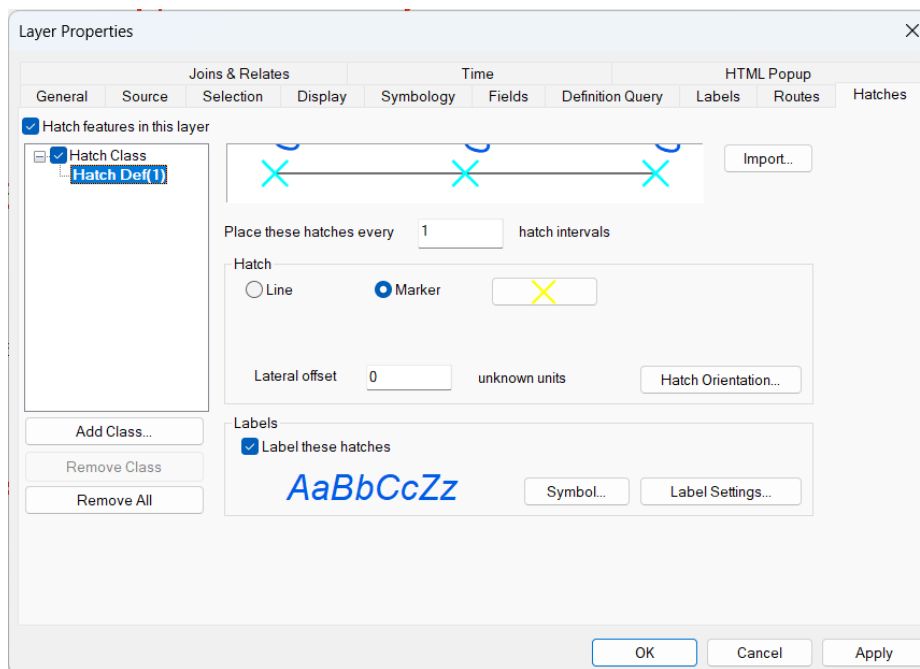 Layer Properties
Joins & Relates Time HTML Popup
General Source Selection Display Symbology Fields Definition Query Labels Routes Hatches
Hatch features in this layer
Hatch Class
Hatch Def(1)
Import...
Place these hatches every 1 hatch intervals
Hatch
Line Marker
Lateral offset 0 unknown units Hatch Orientation...
Add Class...
Remove Class
Remove All
Labels
Label these hatches
AaBbCcZz Symbol... Label Settings...
OK Cancel Apply